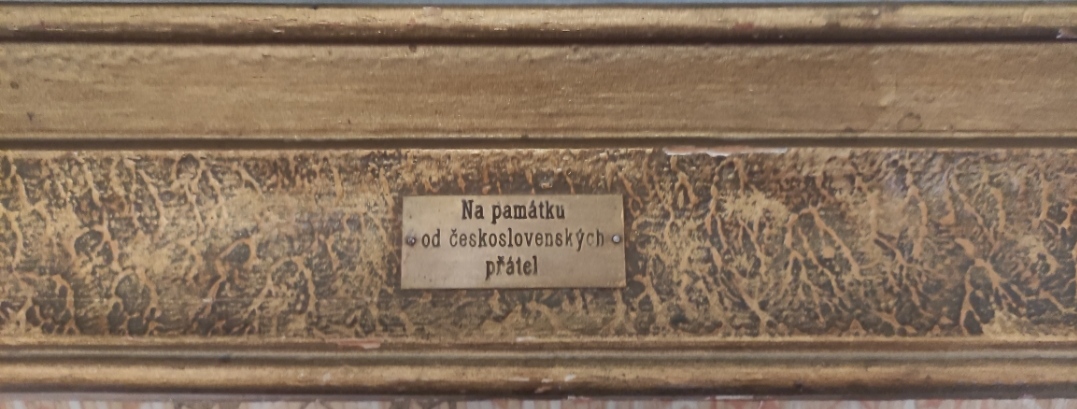 Na památku
od československých
přátel